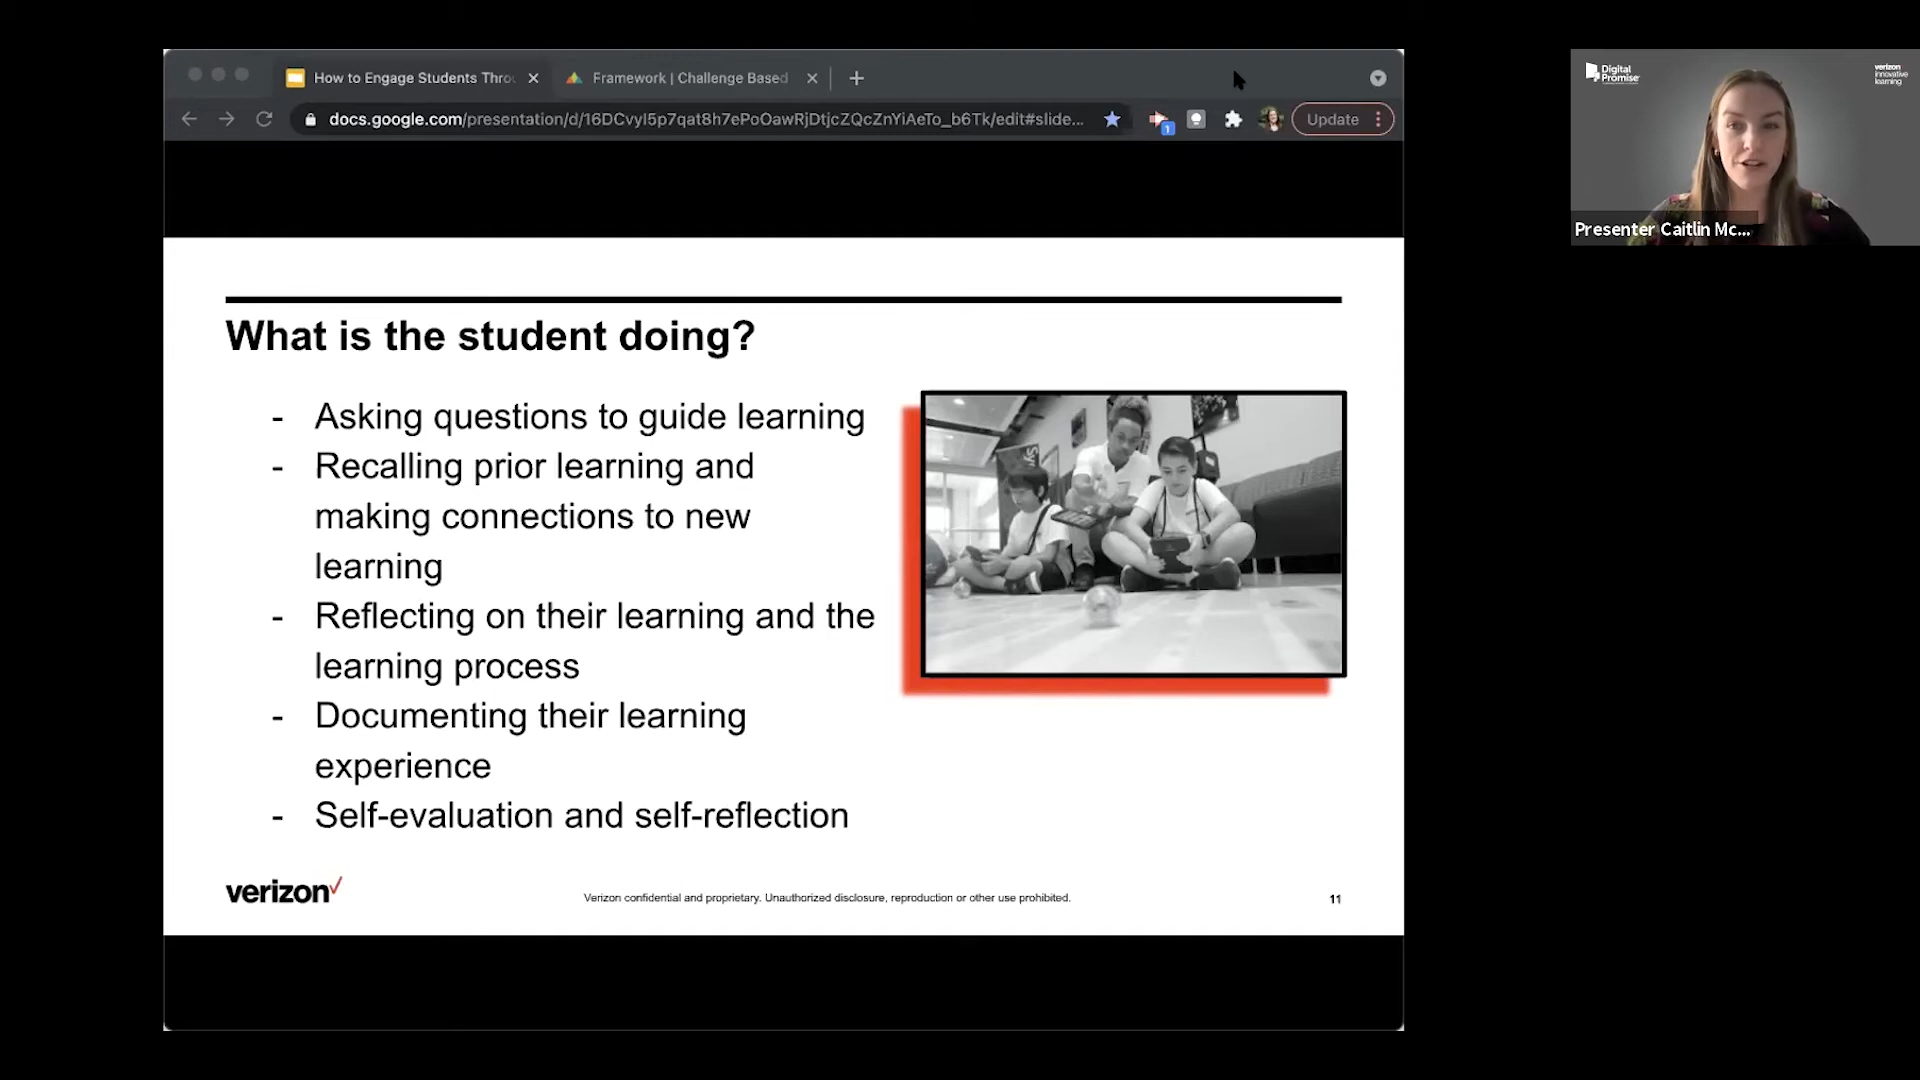 How to Engage Students Thro
Framework | Challenge Based
docs.google.com/presentation/d/16DCvyI5p7qat8h7ePoOawRjDtjcZQcZnYiAeTo_b6Tk/edit#slide...
1
Update
Digital
Promise
verizon
innovative
learning
Presenter Caitlin Mc...
What is the student doing?
- Asking questions to guide learning
- Recalling prior learning and
making connections to new
learning
- Reflecting on their learning and the
learning process
- Documenting their learning
experience
- Self-evaluation and self-reflection
verizon
Verizon confidential and proprietary. Unauthorized disclosure, reproduction or other use prohibited.
11